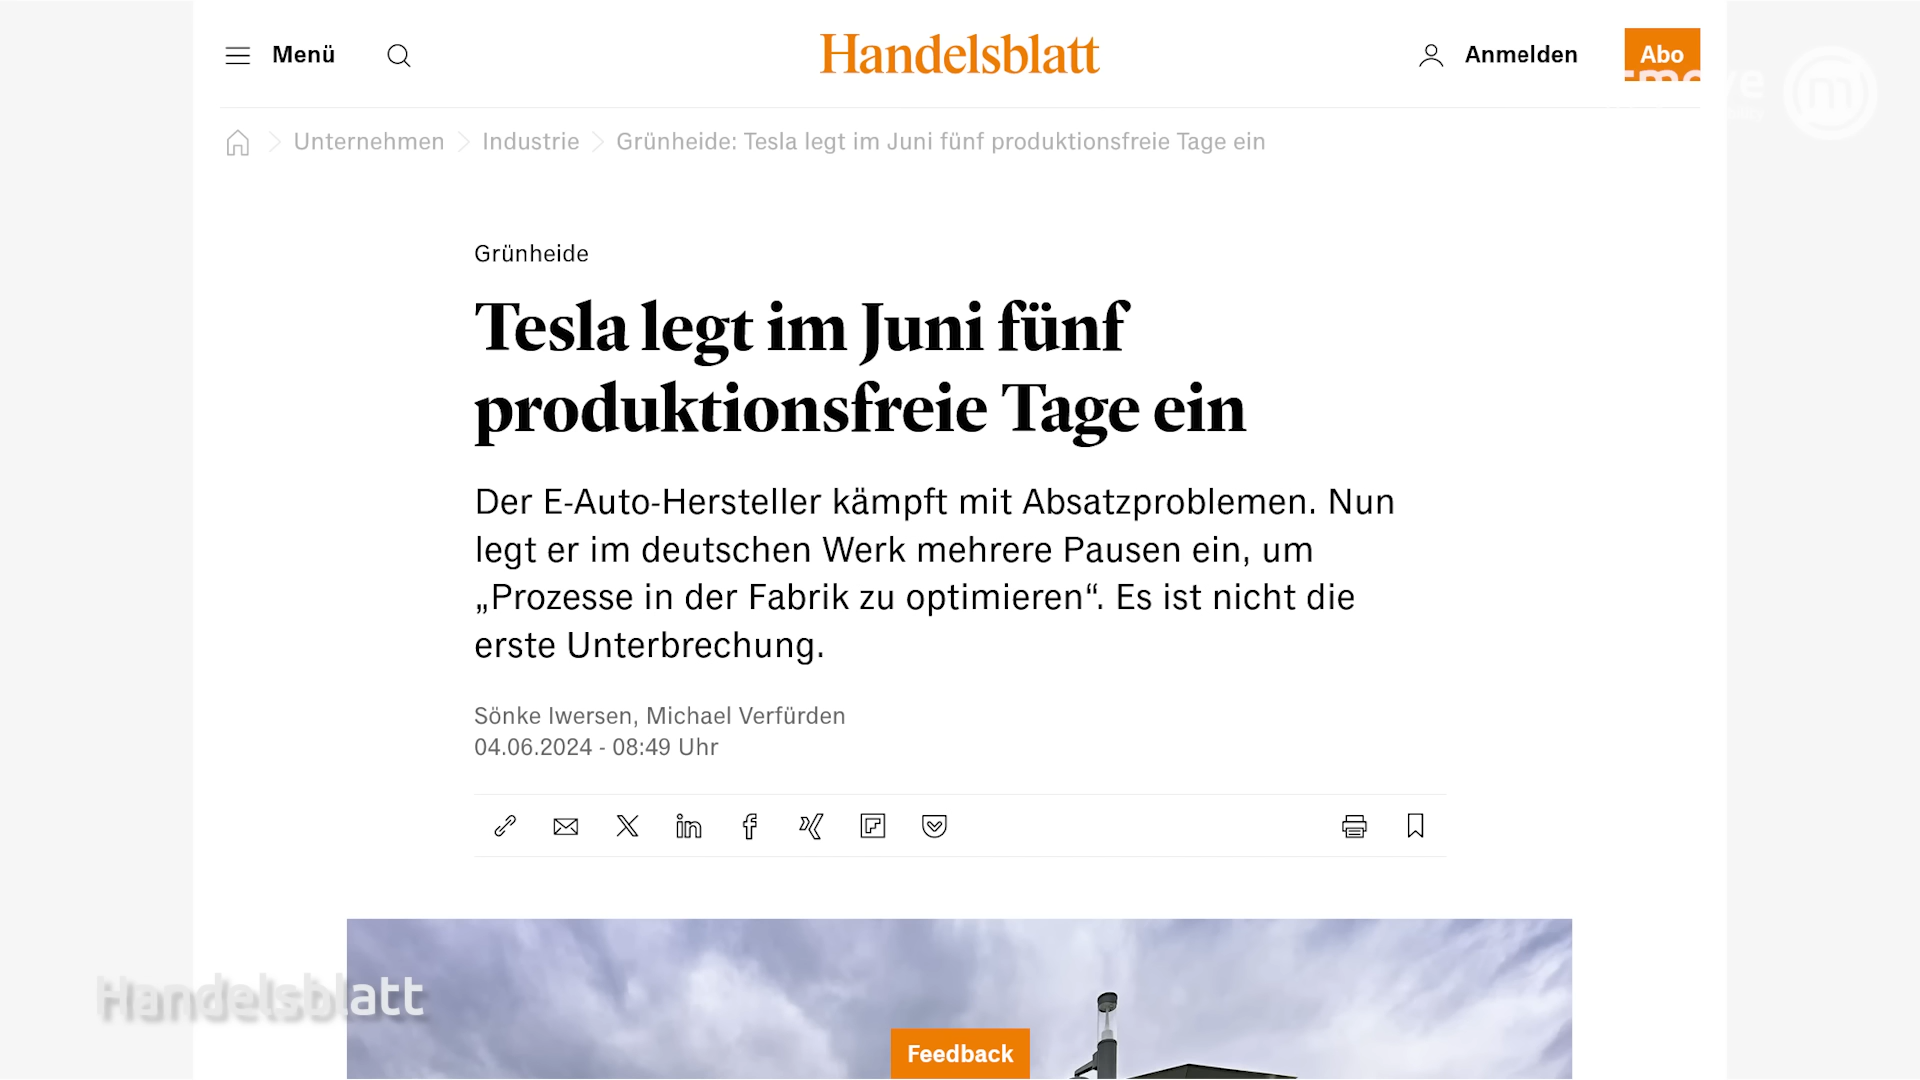 Menü
Handelsblatt
Anmelden
Abo
Unternehmen
Industrie
Grünheide: Tesla legt im Juni fünf produktionsfreie Tage ein
Grünheide
Tesla legt im Juni fünf
produktionsfreie Tage ein
Der E-Auto-Hersteller kämpft mit Absatzproblemen. Nun
legt er im deutschen Werk mehrere Pausen ein, um
„Prozesse in der Fabrik zu optimieren“. Es ist nicht die
erste Unterbrechung.
Sönke Iwersen, Michael Verfürden
04.06.2024 - 08:49 Uhr
Handelsblatt
Feedback